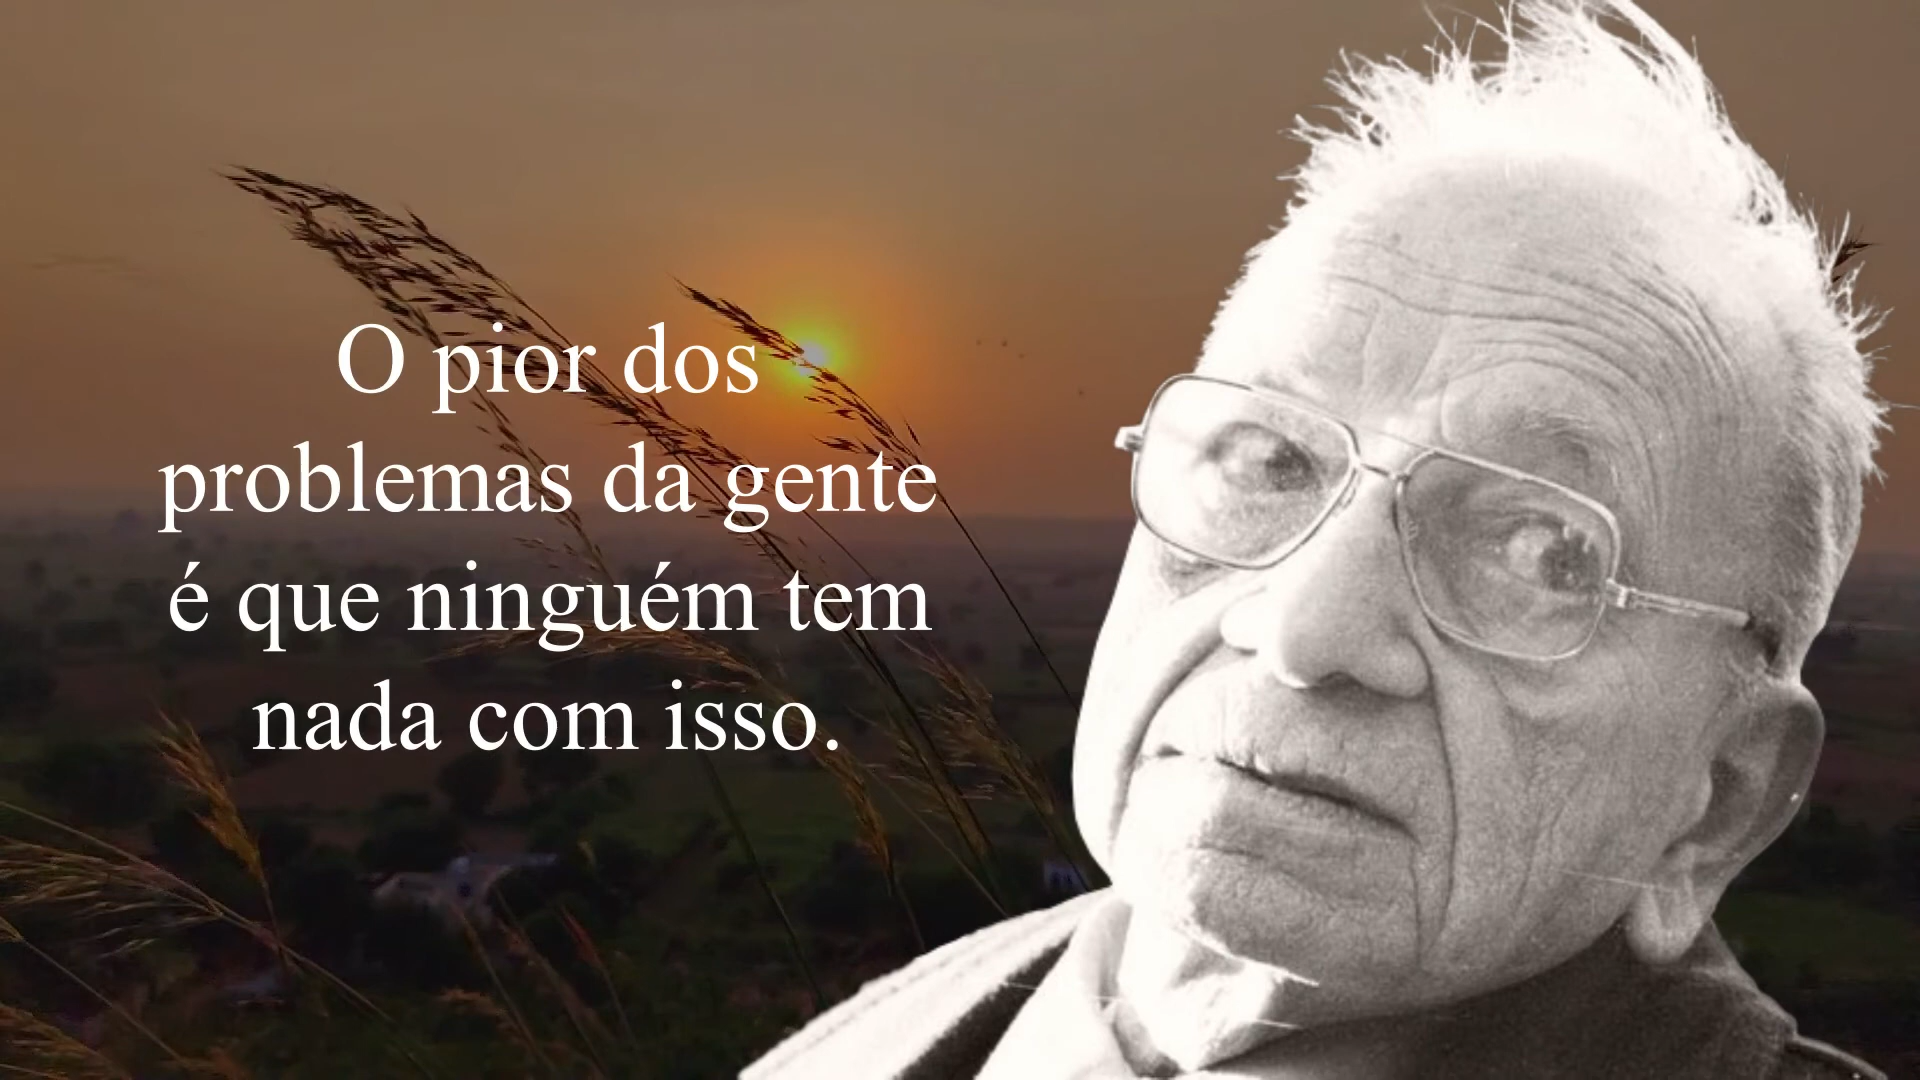 O pior dos
problemas da gente
é que ninguém tem
nada com isso.